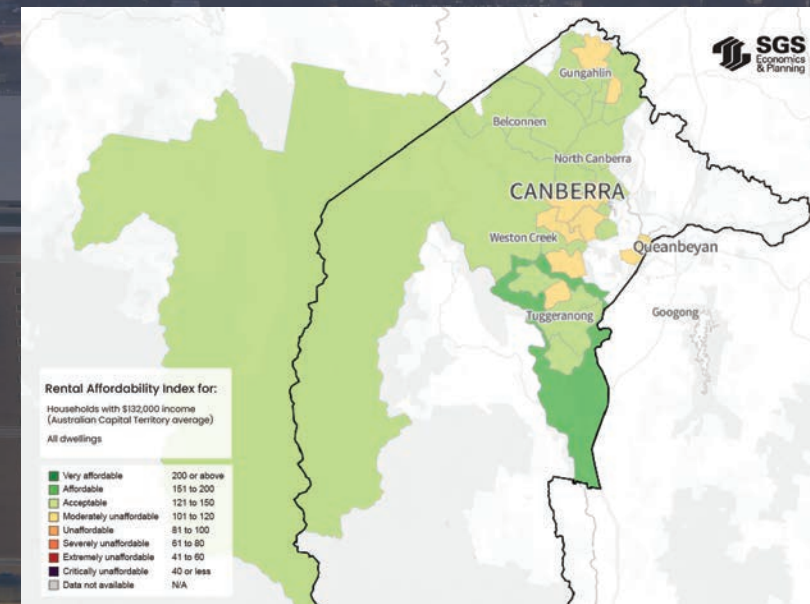 SGS
Economics
& Planning
Gungahlin
Belconnen
North Canberra
CANBERRA
Weston Creek
Queanbeyan
Tuggeranong
Googong
Rental Affordability Index for:
Households with $132,000 income
(Australian Capital Territory average)
All dwellings
Very affordable 200 or above
Affordable 151 to 200
Acceptable 121 to 150
Moderately unaffordable 101 to 120
Unaffordable 81 to 100
Severely unaffordable 61 to 80
Extremely unaffordable 41 to 60
Critically unaffordable 40 or less
Data not available N/A